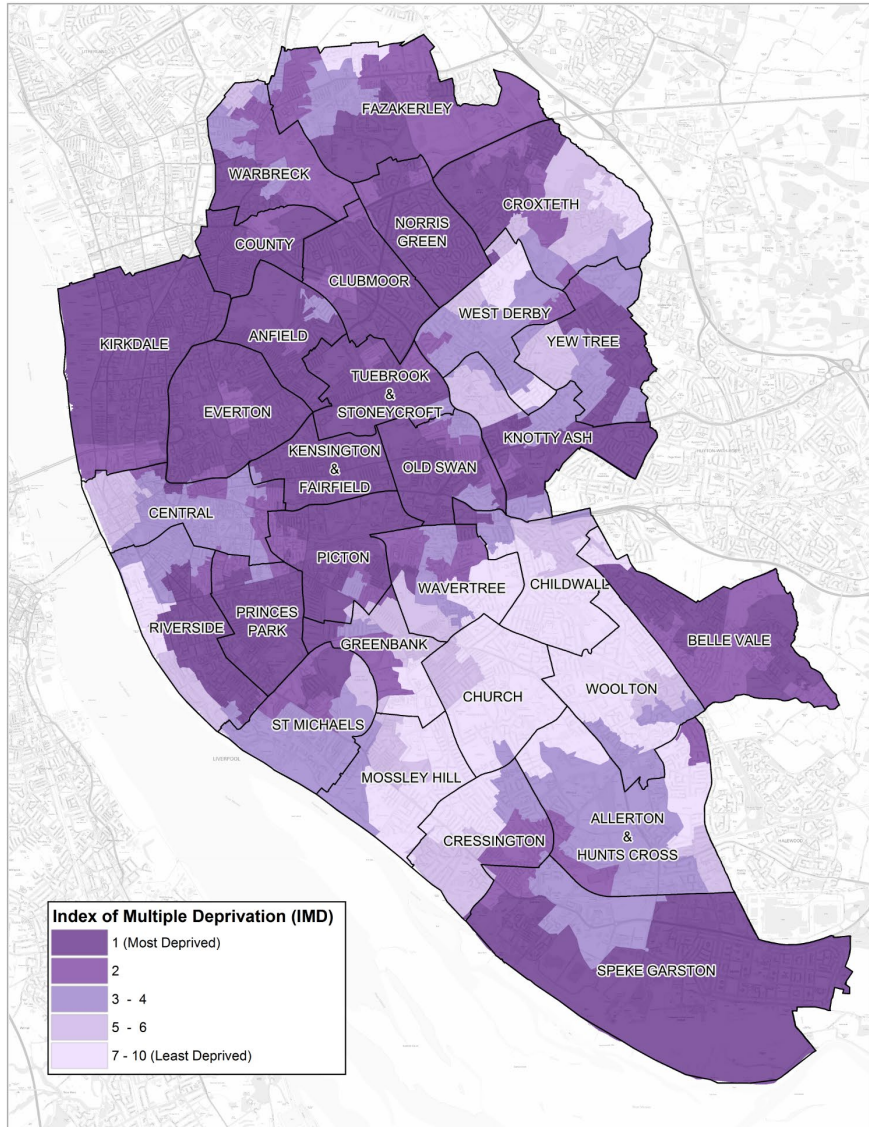 FAZAKERLEY
WARBRECK
CROXTETH
NORRIS
GREEN
COUNTY
CLUBMOOR
WEST DERBY
ANFIELD
YEW TREE
KIRKDALE
TUEBROOK
&
STONEYCROFT
EVERTON
KNOTTY ASH
KENSINGTON
&
FAIRFIELD
OLD SWAN
CENTRAL
PICTON
WAVERTREE
CHILDWALL
PRINCES
PARK
RIVERSIDE
GREENBANK
BELLE VALE
CHURCH
WOOLTON
ST MICHAELS
LIVERPOOL
MOSSLEY HILL
ALLERTON
&
HUNTS CROSS
CRESSINGTON
SPEKE GARSTON
Index of Multiple Deprivation (IMD)
1 (Most Deprived)
2
3 - 4
5 - 6
7 - 10 (Least Deprived)